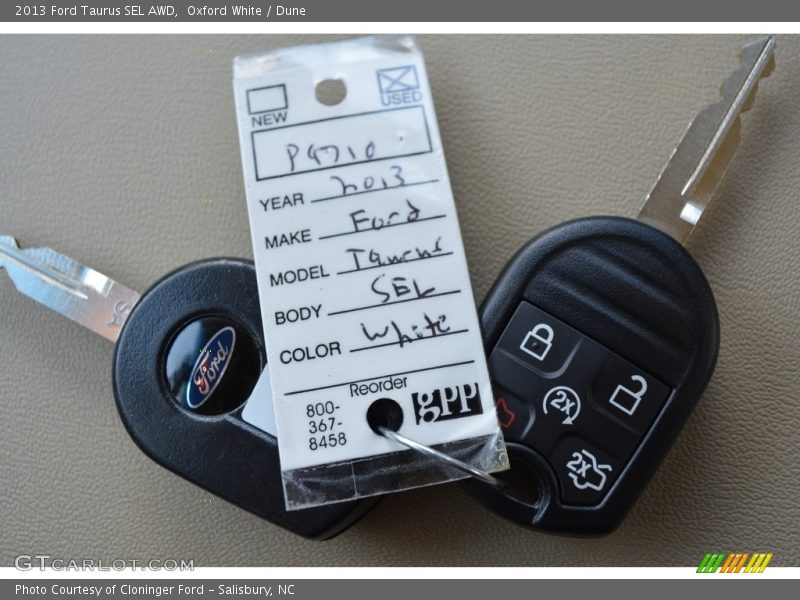 2013 Ford Taurus SEL AWD,  Oxford White / Dune
NEW
USED
P9710
YEAR 2013
MAKE Ford
MODEL Taurus
BODY SEL
COLOR White
Reorder
800-
367-
8458
gpp
Ford
2x
2x
GTcarlot.com
Photo Courtesy of Cloninger Ford - Salisbury, NC